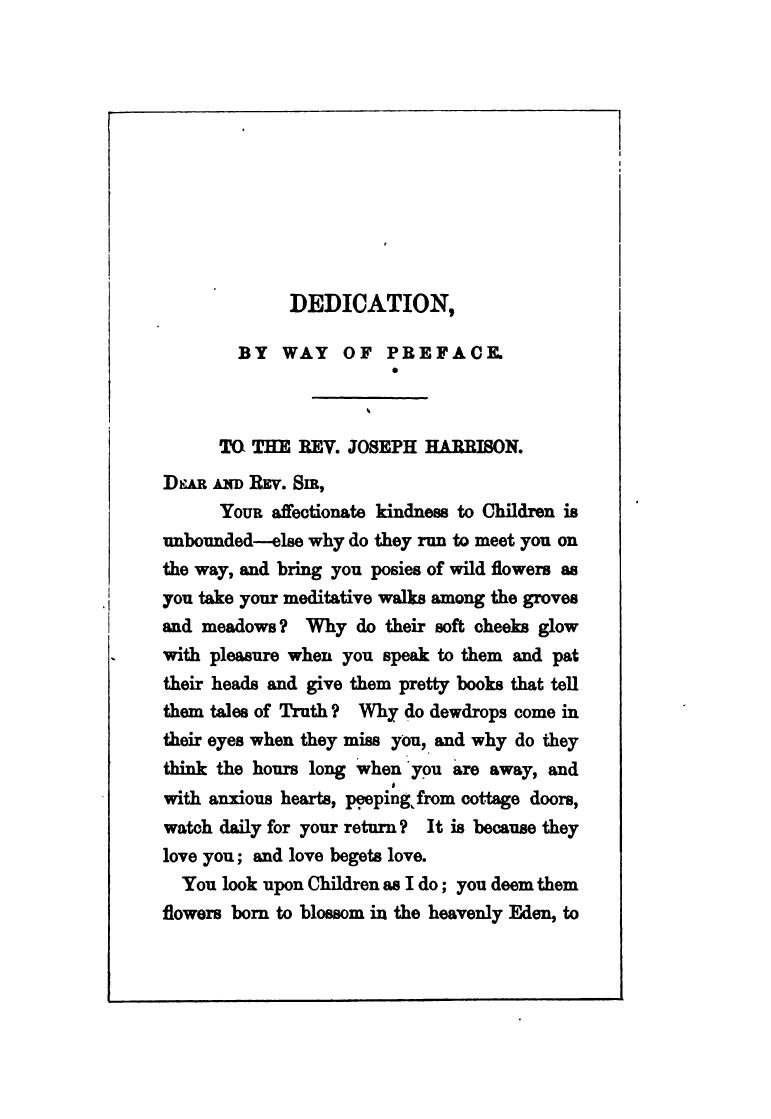 DEDICATION,
BY WAY OF PREFACE.
TO THE REV. JOSEPH HARRISON.
DEAR AND REV. SIR,
YOUR affectionate kindness to Children is
unbounded—else why do they run to meet you on
the way, and bring you posies of wild flowers as
you take your meditative walks among the groves
and meadows? Why do their soft cheeks glow
with pleasure when you speak to them and pat
their heads and give them pretty books that tell
them tales of Truth? Why do dewdrops come in
their eyes when they miss you, and why do they
think the hours long when you are away, and
with anxious hearts, peeping from cottage doors,
watch daily for your return? It is because they
love you; and love begets love.
You look upon Children as I do; you deem them
flowers born to blossom in the heavenly Eden, to